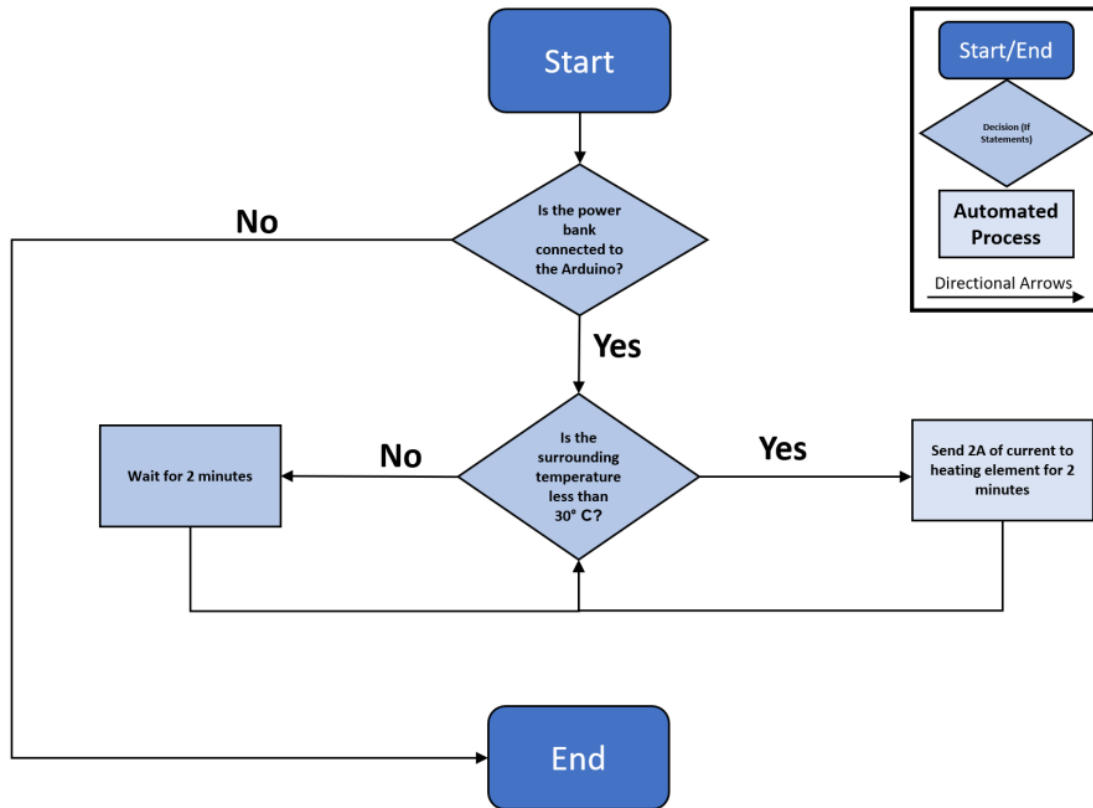 Start
Start/End
Decision (If
Statements)
Automated
Process
Directional Arrows
No
Is the power
bank
connected to
the Arduino?
Yes
Wait for 2 minutes
No
Is the
surrounding
temperature
less than
30° C?
Yes
Send 2A of current to
heating element for 2
minutes
End